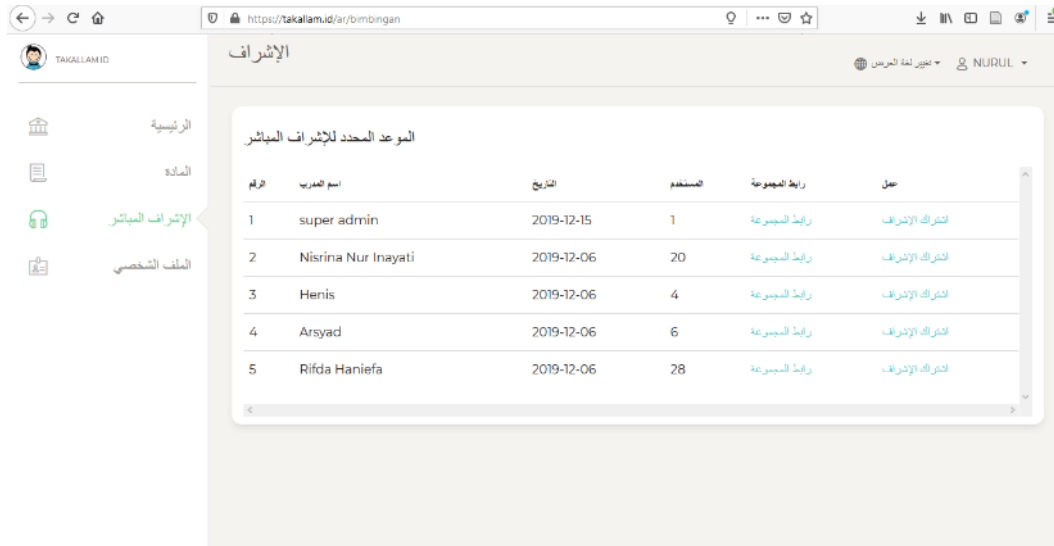 https://takallam.id/ar/bimbingan
TAKALLAM.ID
الإشراف
تغيير لغة العرض
NURUL
الرئيسية
المادة
الإشراف المباشر
الملف الشخصي
الموعد المحدد للإشراف المباشر
الرقم اسم المدرب التاريخ المستخدم رابط المجموعة عمل
1 super admin 2019-12-15 1 رابط المجموعة اشتراك الإشراف
2 Nisrina Nur Inayati 2019-12-06 20 رابط المجموعة اشتراك الإشراف
3 Henis 2019-12-06 4 رابط المجموعة اشتراك الإشراف
4 Arsyad 2019-12-06 6 رابط المجموعة اشتراك الإشراف
5 Rifda Haniefa 2019-12-06 28 رابط المجموعة اشتراك الإشراف